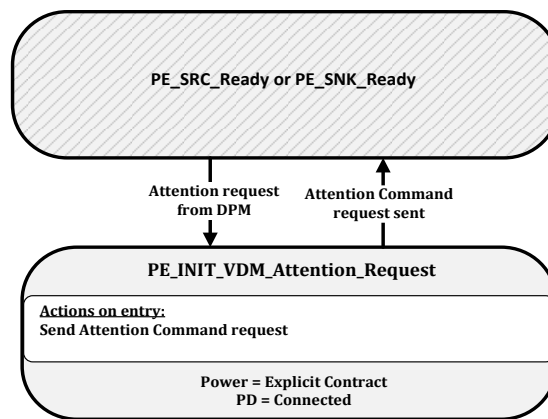 PE_SRC_Ready or PE_SNK_Ready
Attention request
from DPM
Attention Command
request sent
PE_INIT_VDM_Attention_Request
Actions on entry:
Send Attention Command request
Power = Explicit Contract
PD = Connected